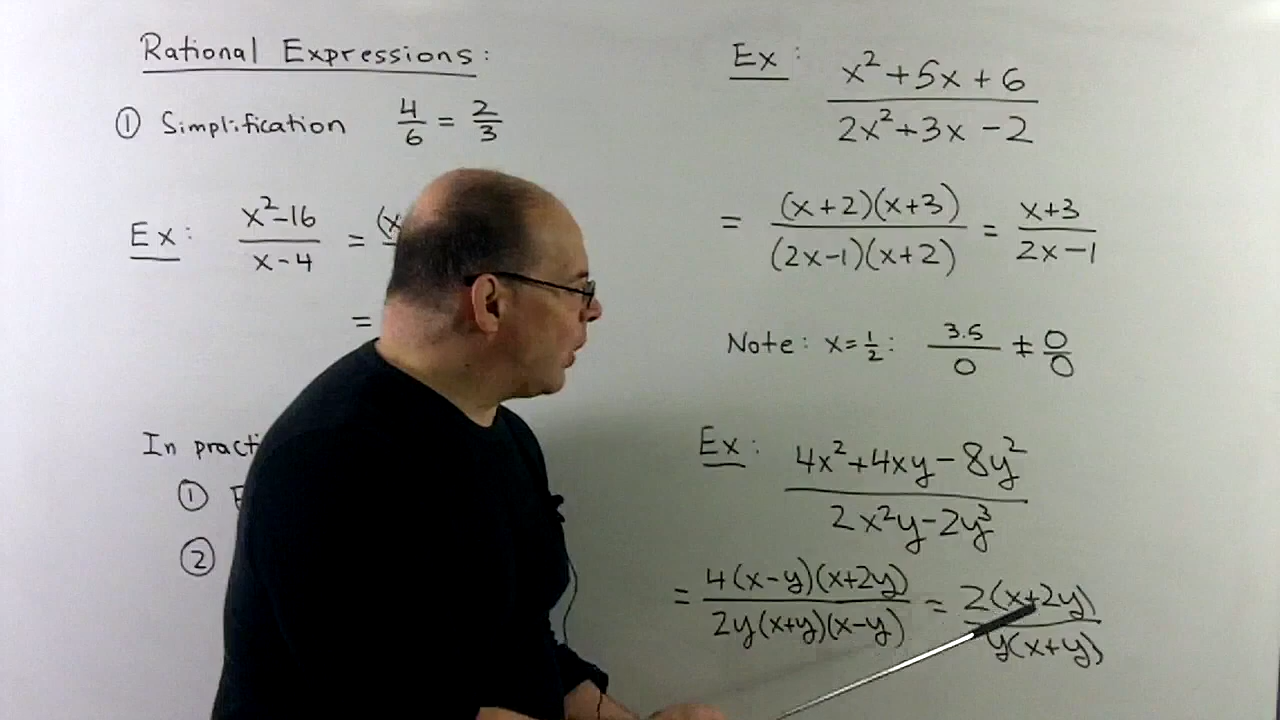 Rational Expressions:
① Simplification 4/6 = 2/3
Ex: (x²-16)/(x-4) = (x
=
In practi
①
②
Ex: (x²+5x+6)/(2x²+3x-2)
= (x+2)(x+3)/(2x-1)(x+2) = (x+3)/(2x-1)
Note: x=1/2: 3.5/0 ≠ 0/0
Ex: (4x²+4xy-8y²)/(2x²y-2y³)
= 4(x-y)(x+2y)/2y(x+y)(x-y) = 2(x+2y)/y(x+y)